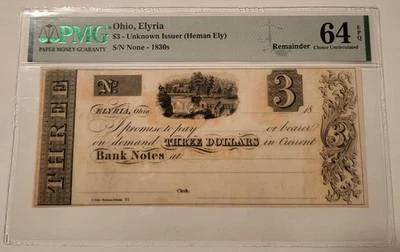 PMG
PAPER MONEY GUARANTY
Ohio, Elyria
$3 - Unknown Issuer (Heman Ely)
S/N None - 1830s
Remainder
64 EPQ
Choice Uncirculated
THREE
No.
3
ELYRIA, Ohio
18
I promise to pay or bearer
on demand THREE DOLLARS in Current
Bank Notes at
3
Clerk.